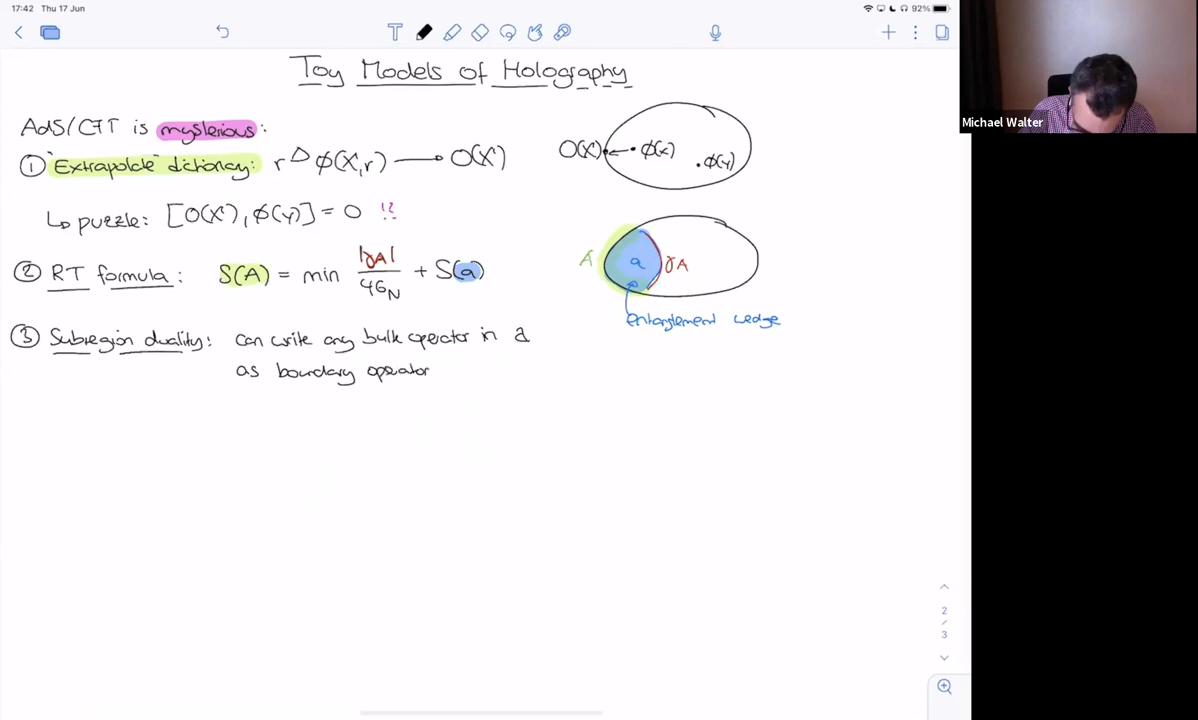 17:42 Thu 17 Jun
92%
Toy Models of Holography
AdS/CFT is mysterious:
① "Extrapolate" dictionary: r^Δ φ(X,r) → O(X)
O(X) ← φ(x)
φ(y)
↳ puzzle: [O(X), φ(y)] = 0 !?
② RT formula: S(A) = min |γA| / 4G_N + S(a)
A a γA
entanglement wedge
③ Subregion duality: can write any bulk operator in a
as boundary operator
Michael Walter
2
/
3